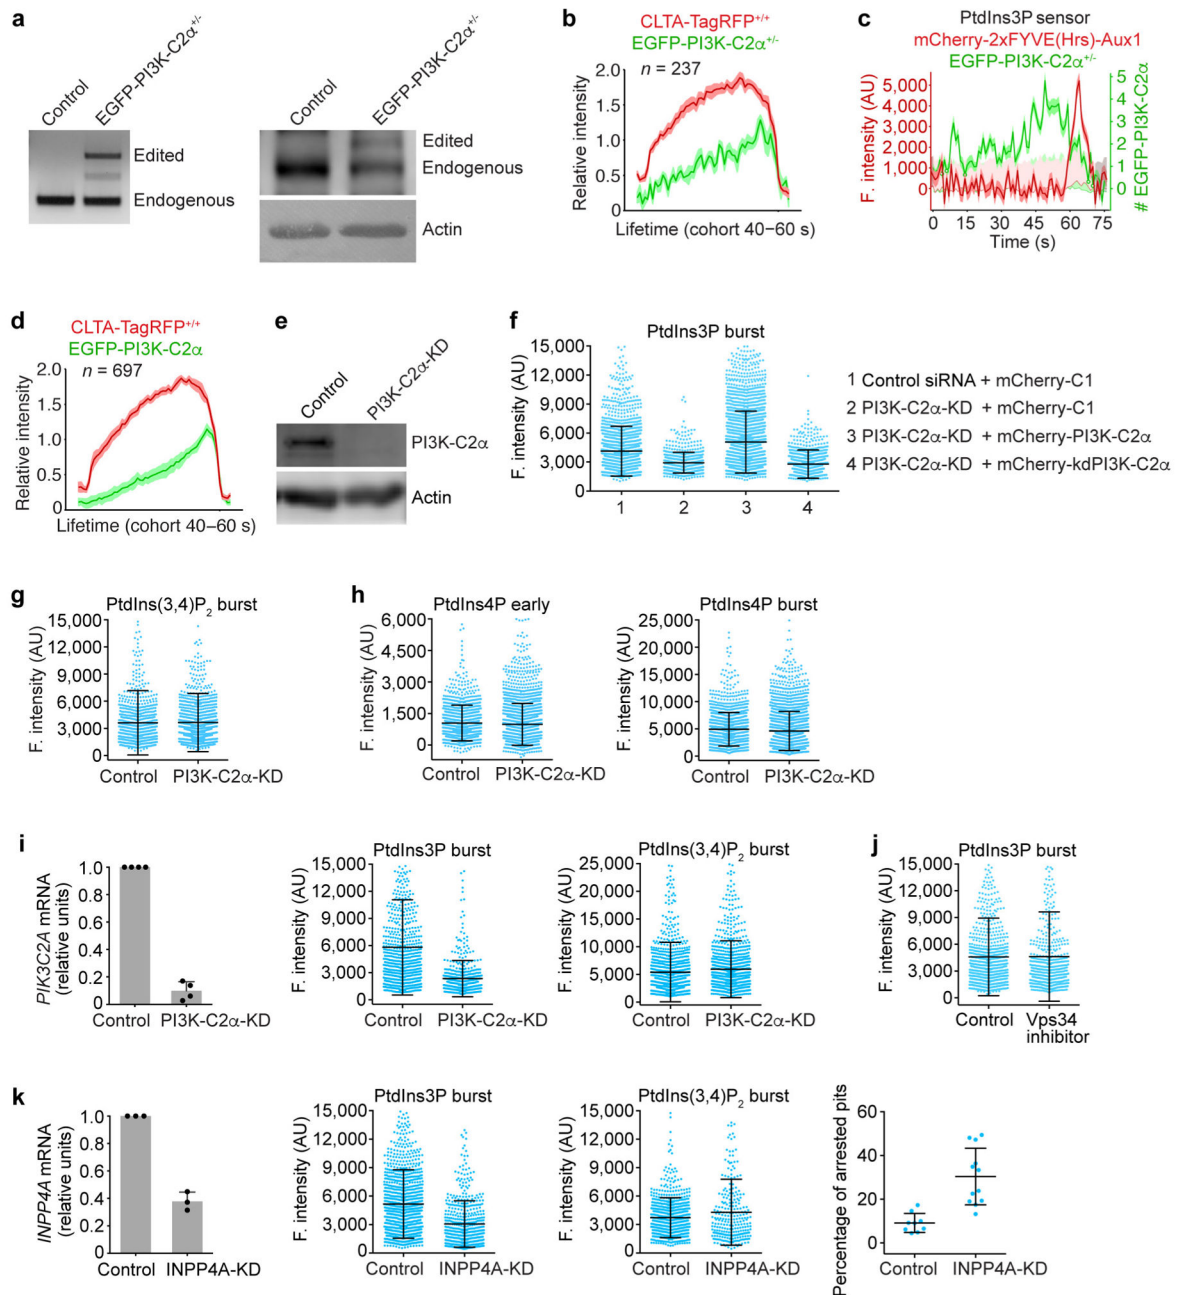 a
Control
EGFP-PI3K-C2α+/-
Edited
Endogenous
Control
EGFP-PI3K-C2α+/-
Edited
Endogenous
Actin
b
CLTA-TagRFP+/+
EGFP-PI3K-C2α+/-
n = 237
Relative intensity
2.0
1.5
1.0
0.5
0
Lifetime (cohort 40–60 s)
c
PtdIns3P sensor
mCherry-2xFYVE(Hrs)-Aux1
EGFP-PI3K-C2α+/-
F. intensity (AU)
5,000
4,000
3,000
2,000
1,000
0
5
4
3
2
1
0
# EGFP-PI3K-C2α
0 15 30 45 60 75
Time (s)
d
CLTA-TagRFP+/+
EGFP-PI3K-C2α
n = 697
Relative intensity
2.0
1.5
1.0
0.5
0
Lifetime (cohort 40–60 s)
e
Control
PI3K-C2α-KD
PI3K-C2α
Actin
f
PtdIns3P burst
F. intensity (AU)
15,000
12,000
9,000
6,000
3,000
0
1 2 3 4
1 Control siRNA + mCherry-C1
2 PI3K-C2α-KD + mCherry-C1
3 PI3K-C2α-KD + mCherry-PI3K-C2α
4 PI3K-C2α-KD + mCherry-kdPI3K-C2α
g
PtdIns(3,4)P2 burst
F. intensity (AU)
15,000
12,000
9,000
6,000
3,000
0
Control PI3K-C2α-KD
h
PtdIns4P early
F. intensity (AU)
6,000
4,500
3,000
1,500
0
Control PI3K-C2α-KD
PtdIns4P burst
F. intensity (AU)
25,000
20,000
15,000
10,000
5,000
0
Control PI3K-C2α-KD
i
PIK3C2A mRNA
(relative units)
1.0
0.8
0.6
0.4
0.2
0
Control PI3K-C2α-KD
PtdIns3P burst
F. intensity (AU)
15,000
12,000
9,000
6,000
3,000
0
Control PI3K-C2α-KD
PtdIns(3,4)P2 burst
F. intensity (AU)
25,000
20,000
15,000
10,000
5,000
0
Control PI3K-C2α-KD
j
PtdIns3P burst
F. intensity (AU)
15,000
12,000
9,000
6,000
3,000
0
Control Vps34
inhibitor
k
INPP4A mRNA
(relative units)
1.0
0.8
0.6
0.4
0.2
0
Control INPP4A-KD
PtdIns3P burst
F. intensity (AU)
15,000
12,000
9,000
6,000
3,000
0
Control INPP4A-KD
PtdIns(3,4)P2 burst
F. intensity (AU)
15,000
12,000
9,000
6,000
3,000
0
Control INPP4A-KD
Percentage of arrested pits
60
40
20
0
Control INPP4A-KD